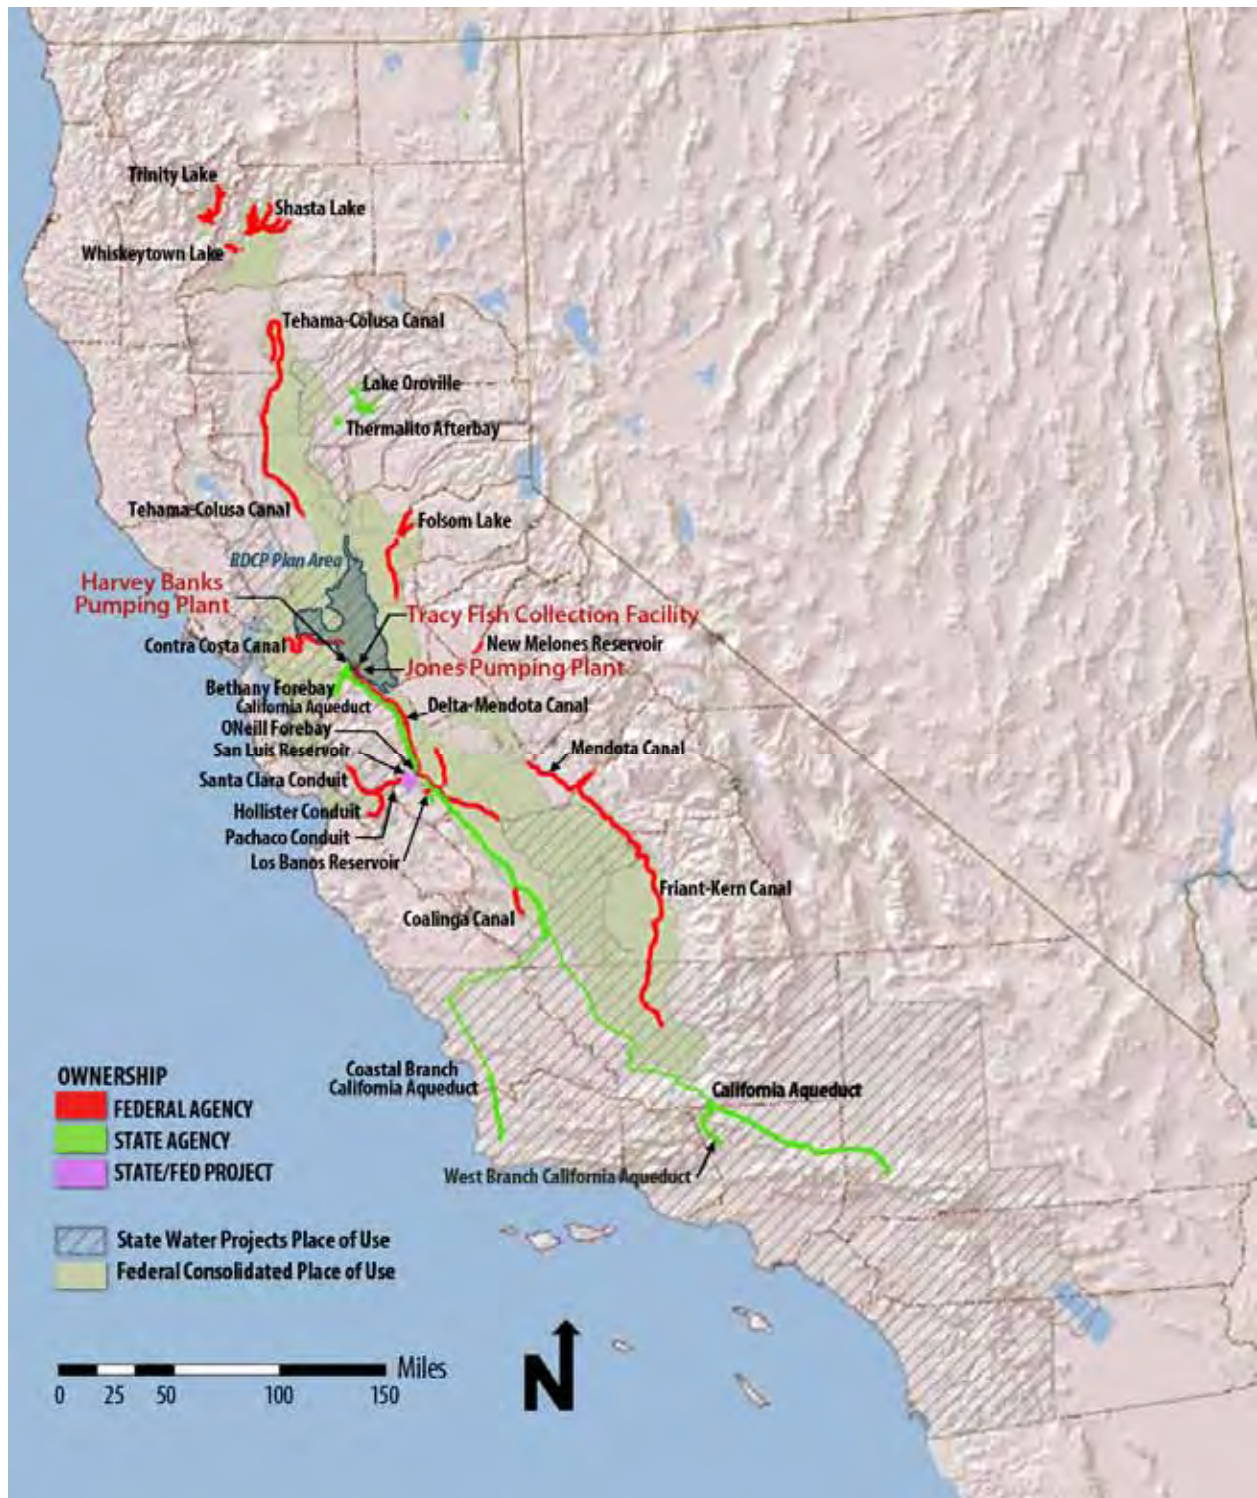 Trinity Lake
Shasta Lake
Whiskeytown Lake
Tehama-Colusa Canal
Lake Oroville
Thermalito Afterbay
Tehama-Colusa Canal
Folsom Lake
BDCP Plan Area
Harvey Banks
Pumping Plant
Tracy Fish Collection Facility
Contra Costa Canal
New Melones Reservoir
Jones Pumping Plant
Bethany Forebay
California Aqueduct
Delta-Mendota Canal
ONeill Forebay
San Luis Reservoir
Mendota Canal
Santa Clara Conduit
Hollister Conduit
Pachaco Conduit
Los Banos Reservoir
Friant-Kern Canal
Coalinga Canal
Coastal Branch
California Aqueduct
California Aqueduct
West Branch California Aqueduct
OWNERSHIP
FEDERAL AGENCY
STATE AGENCY
STATE/FED PROJECT
State Water Projects Place of Use
Federal Consolidated Place of Use
Miles
0 25 50 100 150
N